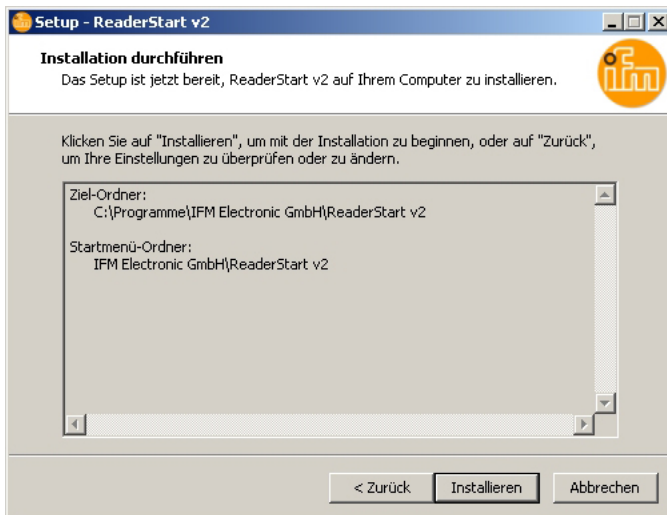 Setup - ReaderStart v2
Installation durchführen
Das Setup ist jetzt bereit, ReaderStart v2 auf Ihrem Computer zu installieren.
ifm
Klicken Sie auf "Installieren", um mit der Installation zu beginnen, oder auf "Zurück",
um Ihre Einstellungen zu überprüfen oder zu ändern.
Ziel-Ordner:
C:\Programme\IFM Electronic GmbH\ReaderStart v2
Startmenü-Ordner:
IFM Electronic GmbH\ReaderStart v2
< Zurück
Installieren
Abbrechen